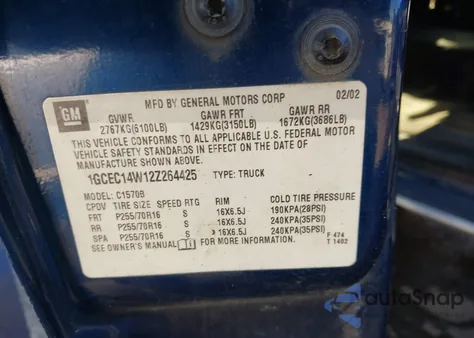 GM
MFD BY GENERAL MOTORS CORP 02/02
GVWR GAWR FRT GAWR RR
2767KG(6100LB) 1429KG(3150LB) 1672KG(3686LB)
THIS VEHICLE CONFORMS TO ALL APPLICABLE U.S. FEDERAL MOTOR
VEHICLE SAFETY STANDARDS IN EFFECT ON THE DATE OF
MANUFACTURE SHOWN ABOVE.
1GCEC14W12Z264425 TYPE: TRUCK
MODEL: C15703
CPDV TIRE SIZE SPEED RTG RIM COLD TIRE PRESSURE
FRT P255/70R16 S 16X6.5J 190KPA(28PSI)
RR P255/70R16 S 16X6.5J 240KPA(35PSI)
SPA P255/70R16 S 16X6.5J 240KPA(35PSI)
SEE OWNER'S MANUAL FOR MORE INFORMATION. F 474
T 1402
autoSnap